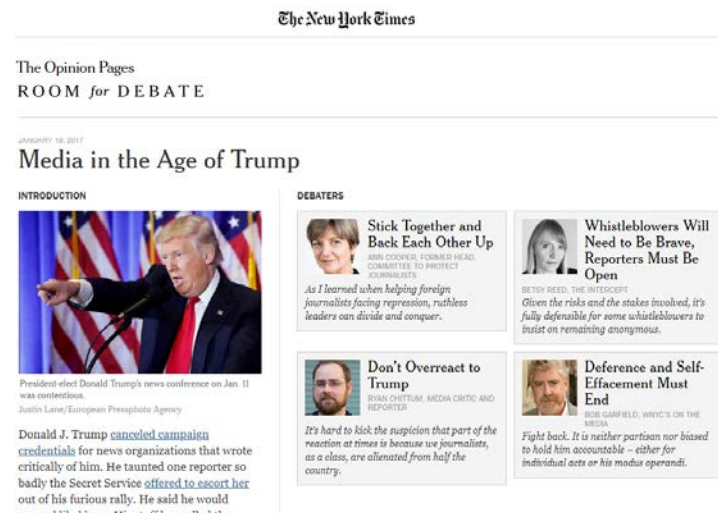 The New York Times
The Opinion Pages
ROOM for DEBATE
JANUARY 18, 2017
Media in the Age of Trump
INTRODUCTION
President-elect Donald Trump's news conference on Jan. 11
was contentious.
Justin Lane/European Pressphoto Agency
Donald J. Trump canceled campaign
credentials for news organizations that wrote
critically of him. He taunted one reporter so
badly the Secret Service offered to escort her
out of his furious rally. He said he would
DEBATERS
Stick Together and
Back Each Other Up
ANN COOPER, FORMER HEAD,
COMMITTEE TO PROTECT
JOURNALISTS
As I learned when helping foreign
journalists facing repression, ruthless
leaders can divide and conquer.
Whistleblowers Will
Need to Be Brave,
Reporters Must Be
Open
BETSY REED, THE INTERCEPT
Given the risks and the stakes involved, it's
fully defensible for some whistleblowers to
insist on remaining anonymous.
Don't Overreact to
Trump
RYAN CHITTUM, MEDIA CRITIC AND
REPORTER
It's hard to kick the suspicion that part of the
reaction at times is because we journalists,
as a class, are alienated from half the
country.
Deference and Self-
Effacement Must
End
BOB GARFIELD, WNYC'S ON THE
MEDIA
Fight back. It is neither partisan nor biased
to hold him accountable – either for
individual acts or his modus operandi.